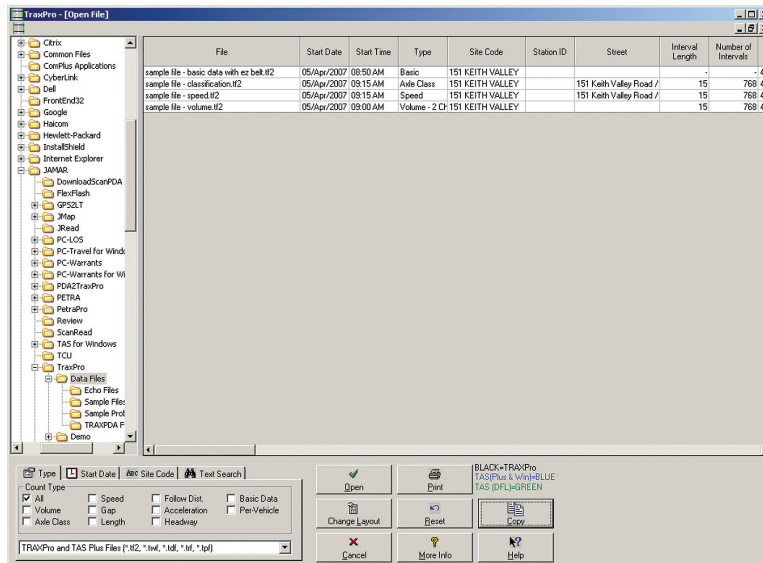 TraxPro - [Open File]
Citrix
Common Files
ComPlus Applications
CyberLink
Dell
FrontEnd32
Google
Haicom
Hewlett-Packard
InstallShield
Internet Explorer
JAMAR
DownloadScanPDA
FlexFlash
GPS2LT
JMap
JRead
PC-LOS
PC-Travel for Windo
PC-Warrants
PC-Warrants for Wi
PDA2TraxPro
PETRA
PetraPro
Review
ScanRead
TAS for Windows
TCU
TraxPro
Data Files
Echo Files
Sample Files
Sample Prol
TRAXPDA F
Demo
File Start Date Start Time Type Site Code Station ID Street Interval Length Number of Intervals
sample file - basic data with ez belt.tf2 05/Apr/2007 08:50 AM Basic 151 KEITH VALLEY - - 4
sample file - classification.tf2 05/Apr/2007 09:15 AM Axle Class 151 KEITH VALLEY 151 Keith Valley Road / 15 768 4
sample file - speed.tf2 05/Apr/2007 09:15 AM Speed 151 KEITH VALLEY 151 Keith Valley Road / 15 768 4
sample file - volume.tf2 05/Apr/2007 09:00 AM Volume - 2 CH 151 KEITH VALLEY 15 768 4
Type Start Date ABC Site Code Text Search
Count Type
All Speed Follow Dist. Basic Data
Volume Gap Acceleration Per-Vehicle
Axle Class Length Headway
TRAXPro and TAS Plus Files (*.tf2, *.twf, *.tdf, *.trf, *.tpf)
Open Print
Change Layout Reset Copy
Cancel More Info Help
BLACK=TRAXPro
TAS(Plus & Win)=BLUE
TAS (DFL)=GREEN